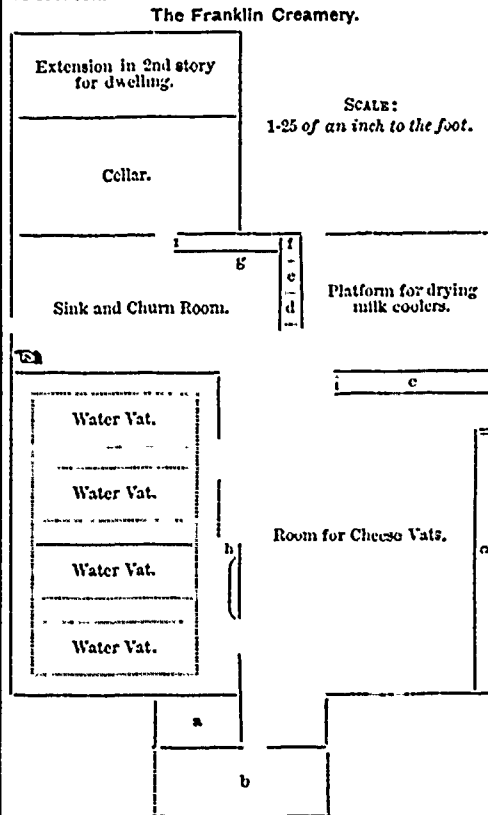 The Franklin Creamery.
Extension in 2nd story
for dwelling.
SCALE:
1-25 of an inch to the foot.
Cellar.
i
f
g
e
Sink and Churn Room.
d
Platform for drying
milk coolers.
c
Water Vat.
Water Vat.
h
Room for Cheese Vats.
Water Vat.
Water Vat.
a
b